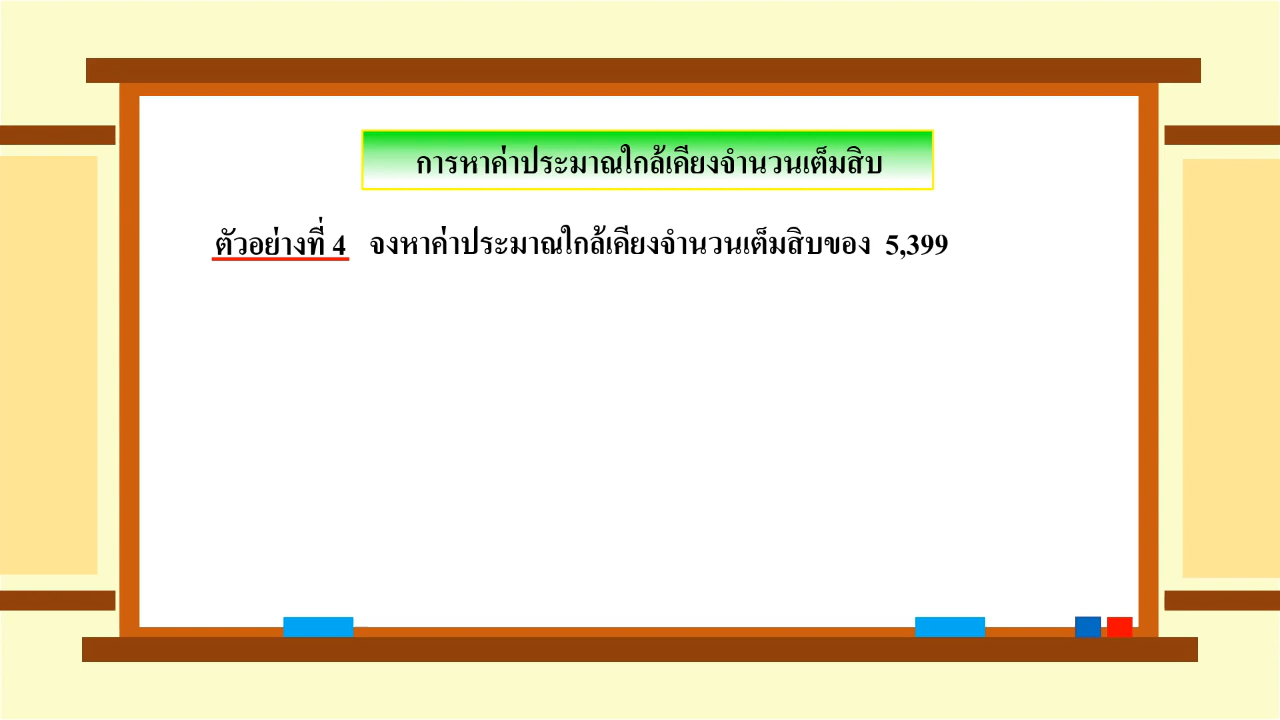 การหาค่าประมาณใกล้เคียงจำนวนเต็มสิบ
ตัวอย่างที่ 4 จงหาค่าประมาณใกล้เคียงจำนวนเต็มสิบของ 5,399